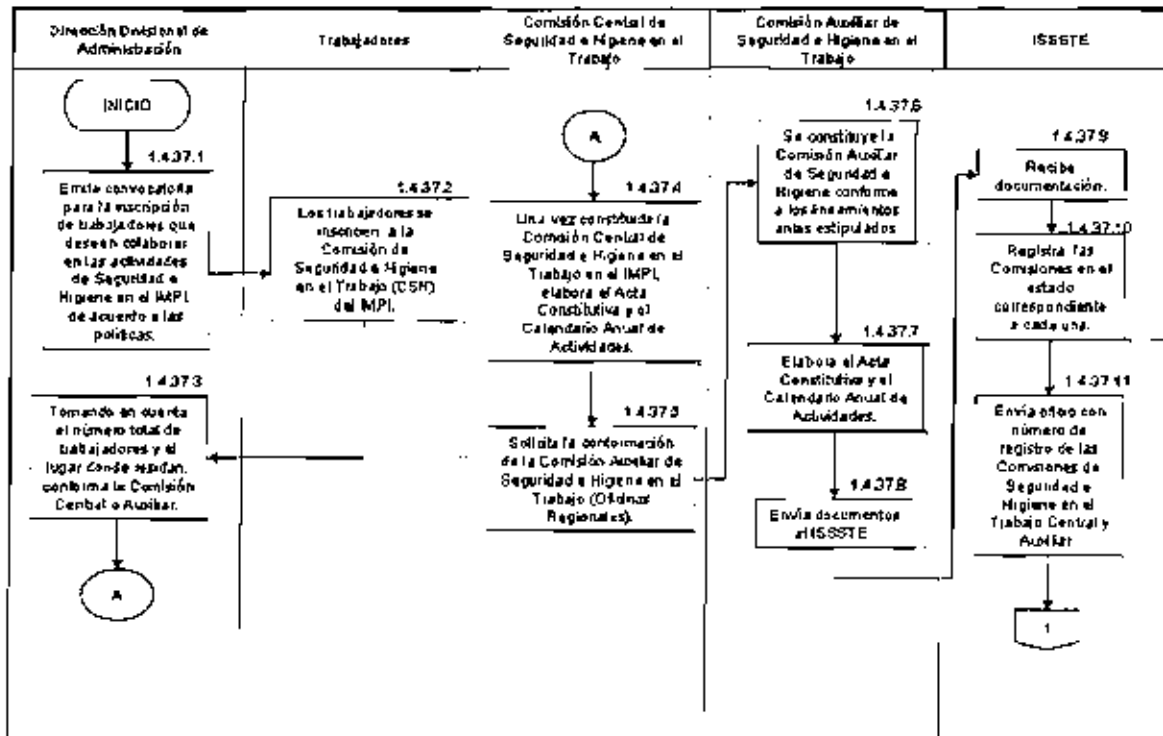 Dirección Divisional de
Administración
Trabajadores
Comisión Central de
Seguridad e Higiene en el
Trabajo
Comisión Auxiliar de
Seguridad e Higiene en el
Trabajo
ISSSTE
INICIO
1.4.37.1
Emite convocatoria
para la inscripción
de trabajadores que
deseen colaborar
en las actividades
de Seguridad e
Higiene en el IMPI,
de acuerdo a las
políticas.
1.4.37.2
Los trabajadores se
inscriben a la
Comisión de
Seguridad e Higiene
en el Trabajo (CSH)
del IMPI.
1.4.37.3
Tomando en cuenta
el número total de
trabajadores y el
lugar donde residan,
conforma la Comisión
Central o Auxiliar.
A
A
1.4.37.4
Una vez constituida la
Comisión Central de
Seguridad e Higiene en el
Trabajo en el IMPI,
elabora el Acta
Constitutiva y el
Calendario Anual de
Actividades.
1.4.37.5
Solicita la conformación
de la Comisión Auxiliar de
Seguridad e Higiene en el
Trabajo (Oficinas
Regionales).
1.4.37.6
Se constituye la
Comisión Auxiliar
de Seguridad e
Higiene conforme
a los lineamientos
antes estipulados
1.4.37.7
Elabora el Acta
Constitutiva y el
Calendario Anual de
Actividades.
1.4.37.8
Envía documentos
al ISSSTE
1.4.37.9
Recibe
documentación.
1.4.37.10
Registra las
Comisiones en el
estado
correspondiente
a cada una.
1.4.37.11
Envía oficio con
número de
registro de las
Comisiones de
Seguridad e
Higiene en el
Trabajo Central y
Auxiliar
1